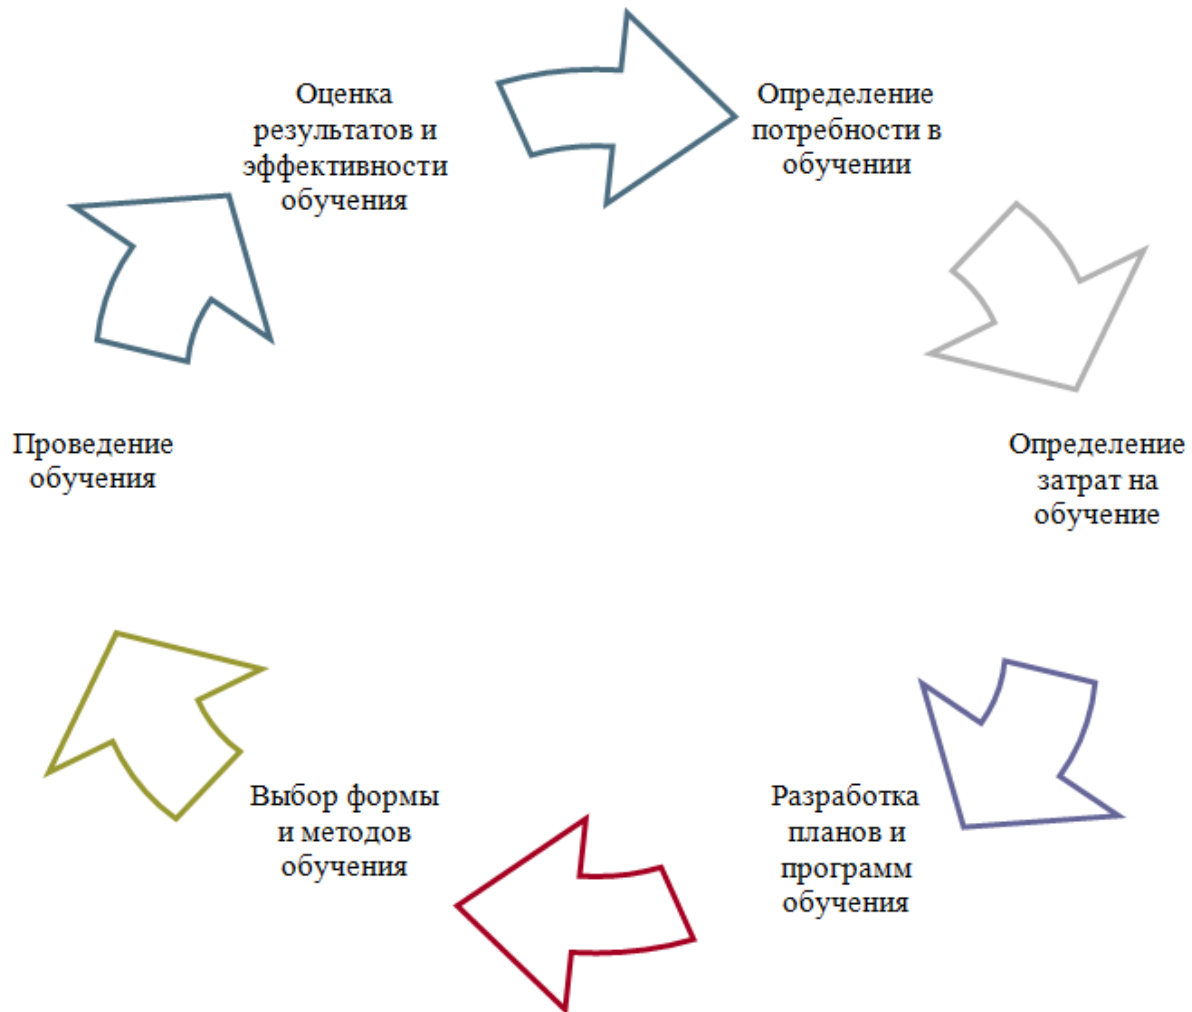 Оценка
результатов и
эффективности
обучения
Определение
потребности в
обучении
Определение
затрат на
обучение
Разработка
планов и
программ
обучения
Выбор формы
и методов
обучения
Проведение
обучения